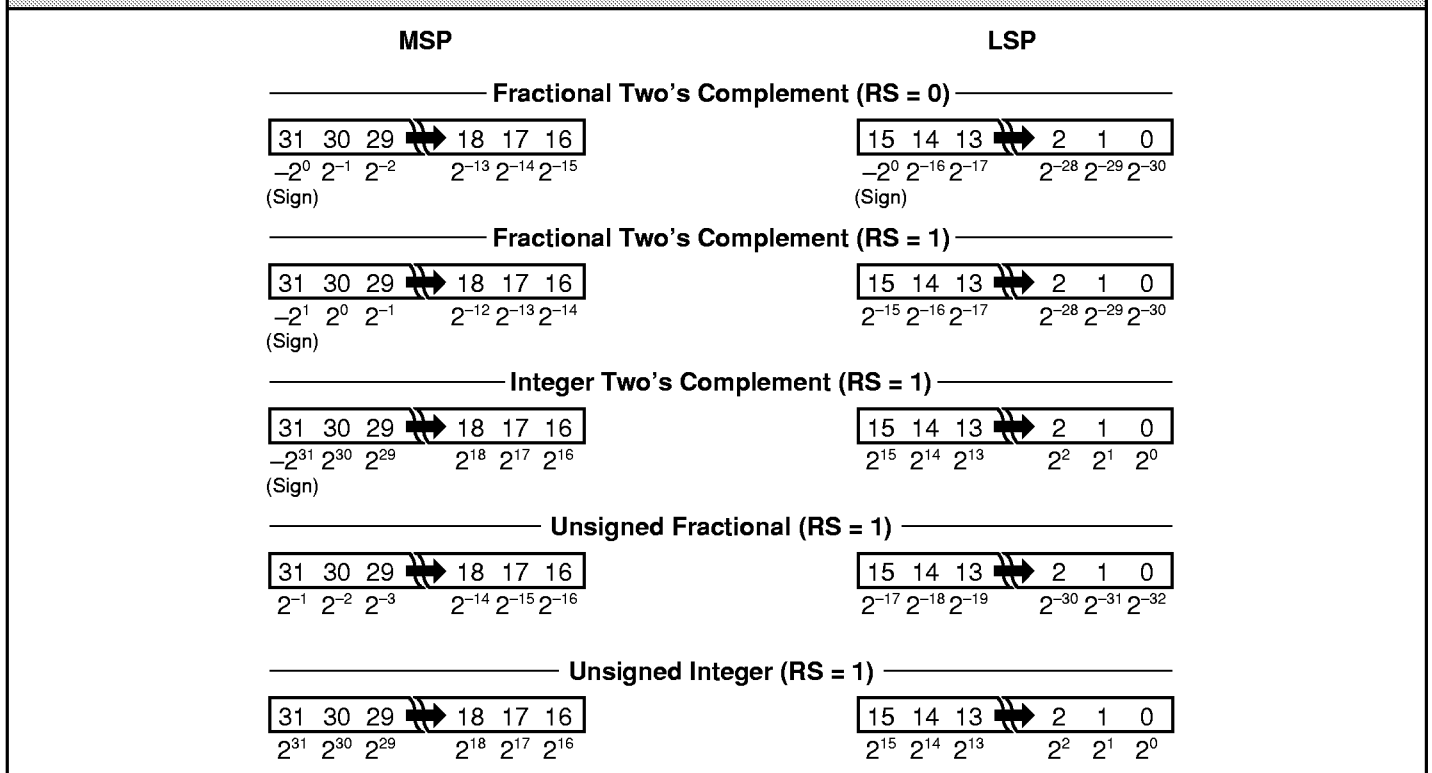 MSP LSP
Fractional Two's Complement (RS = 0)
31 30 29 18 17 16 15 14 13 2 1 0
–2⁰ 2⁻¹ 2⁻² 2⁻¹³ 2⁻¹⁴ 2⁻¹⁵ –2⁰ 2⁻¹⁶ 2⁻¹⁷ 2⁻²⁸ 2⁻²⁹ 2⁻³⁰
(Sign) (Sign)
Fractional Two's Complement (RS = 1)
31 30 29 18 17 16 15 14 13 2 1 0
–2¹ 2⁰ 2⁻¹ 2⁻¹² 2⁻¹³ 2⁻¹⁴ 2⁻¹⁵ 2⁻¹⁶ 2⁻¹⁷ 2⁻²⁸ 2⁻²⁹ 2⁻³⁰
(Sign)
Integer Two's Complement (RS = 1)
31 30 29 18 17 16 15 14 13 2 1 0
–2³¹ 2³⁰ 2²⁹ 2¹⁸ 2¹⁷ 2¹⁶ 2¹⁵ 2¹⁴ 2¹³ 2² 2¹ 2⁰
(Sign)
Unsigned Fractional (RS = 1)
31 30 29 18 17 16 15 14 13 2 1 0
2⁻¹ 2⁻² 2⁻³ 2⁻¹⁴ 2⁻¹⁵ 2⁻¹⁶ 2⁻¹⁷ 2⁻¹⁸ 2⁻¹⁹ 2⁻³⁰ 2⁻³¹ 2⁻³²
Unsigned Integer (RS = 1)
31 30 29 18 17 16 15 14 13 2 1 0
2³¹ 2³⁰ 2²⁹ 2¹⁸ 2¹⁷ 2¹⁶ 2¹⁵ 2¹⁴ 2¹³ 2² 2¹ 2⁰